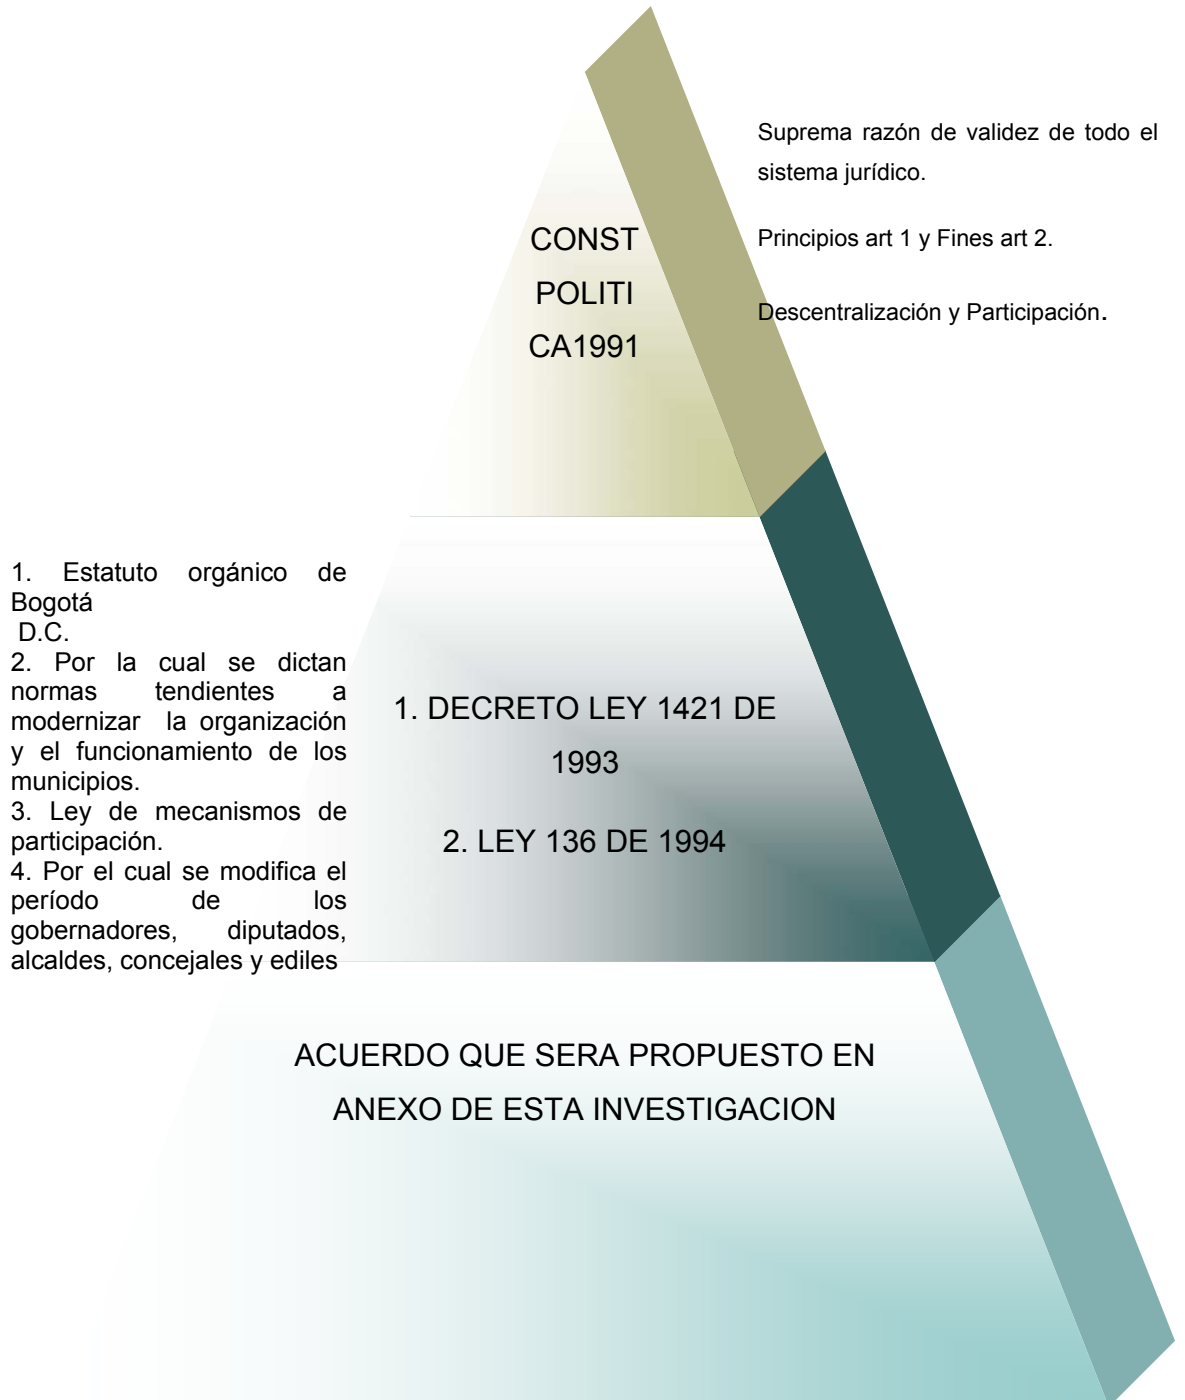 Suprema razón de validez de todo el
sistema jurídico.
Principios art 1 y Fines art 2.
Descentralización y Participación.
CONST
POLITI
CA1991
1. Estatuto orgánico de
Bogotá
D.C.
2. Por la cual se dictan
normas tendientes a
modernizar la organización
y el funcionamiento de los
municipios.
3. Ley de mecanismos de
participación.
4. Por el cual se modifica el
período de los
gobernadores, diputados,
alcaldes, concejales y ediles
1. DECRETO LEY 1421 DE
1993
2. LEY 136 DE 1994
ACUERDO QUE SERA PROPUESTO EN
ANEXO DE ESTA INVESTIGACION